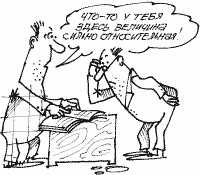 ЧТО-ТО У ТЕБЯ
ЗДЕСЬ ВЕЛИЧИНА
СИЛЬНО ОТНОСИТЕЛЬНАЯ!